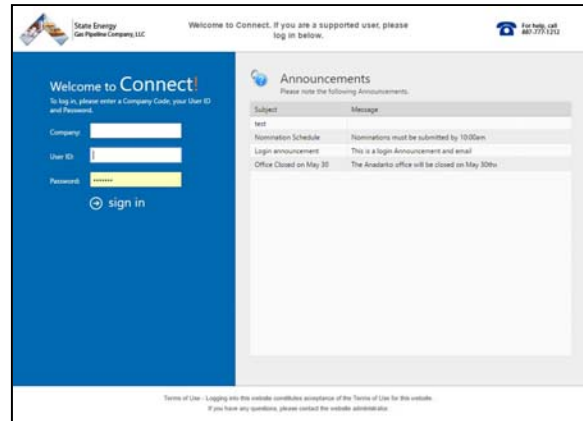 State Energy
Gas Pipeline Company, LLC
Welcome to Connect. If you are a supported user, please
log in below.
For help, call
887-777-1212
Welcome to Connect!
To log in, please enter a Company Code, your User ID
and Password.
Company:
User ID:
Password:
sign in
Announcements
Please note the following Announcements.
Subject Message
test
Nomination Schedule Nominations must be submitted by 10:00am
Login announcement This is a login Announcement and email
Office Closed on May 30 The Anadarko office will be closed on May 30the
Terms of Use - Logging into this website constitutes acceptance of the Terms of Use for this website.
If you have any questions, please contact the website administrator.